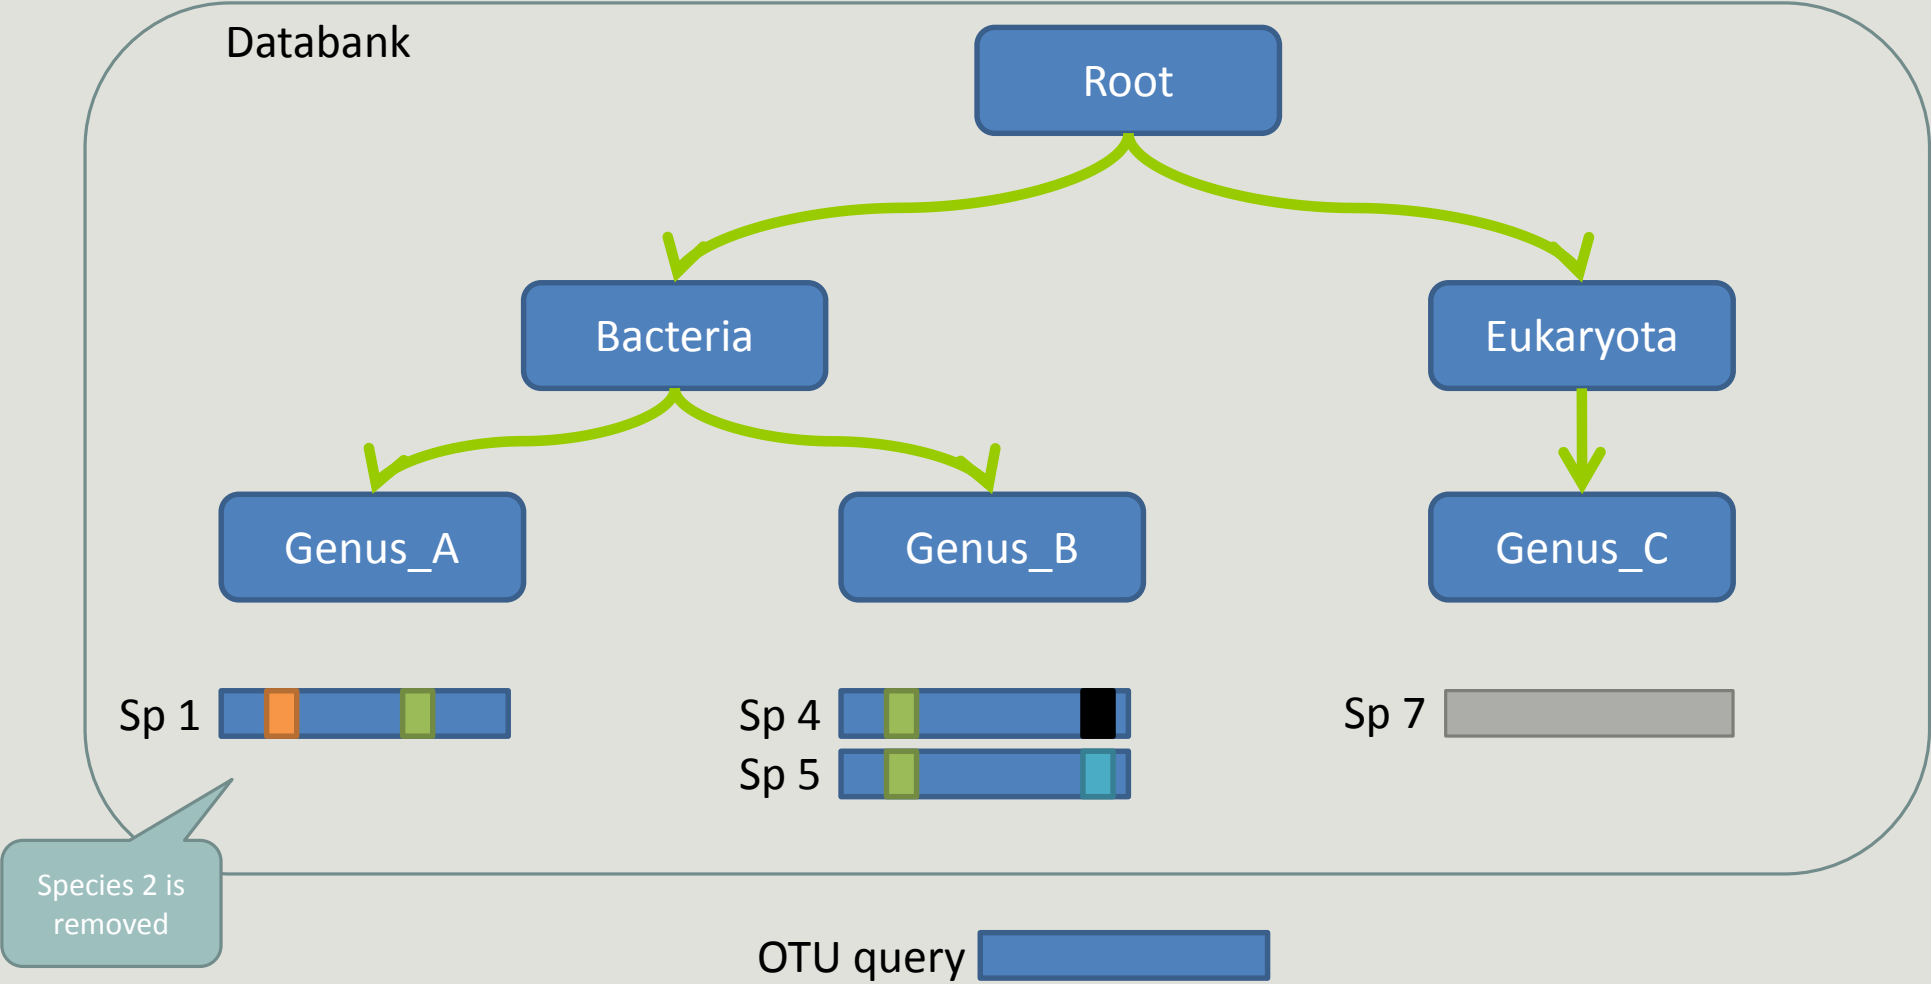 Databank
Root
Bacteria
Eukaryota
Genus_A
Genus_B
Genus_C
Sp 1
Sp 4
Sp 7
Sp 5
Species 2 is
removed
OTU query